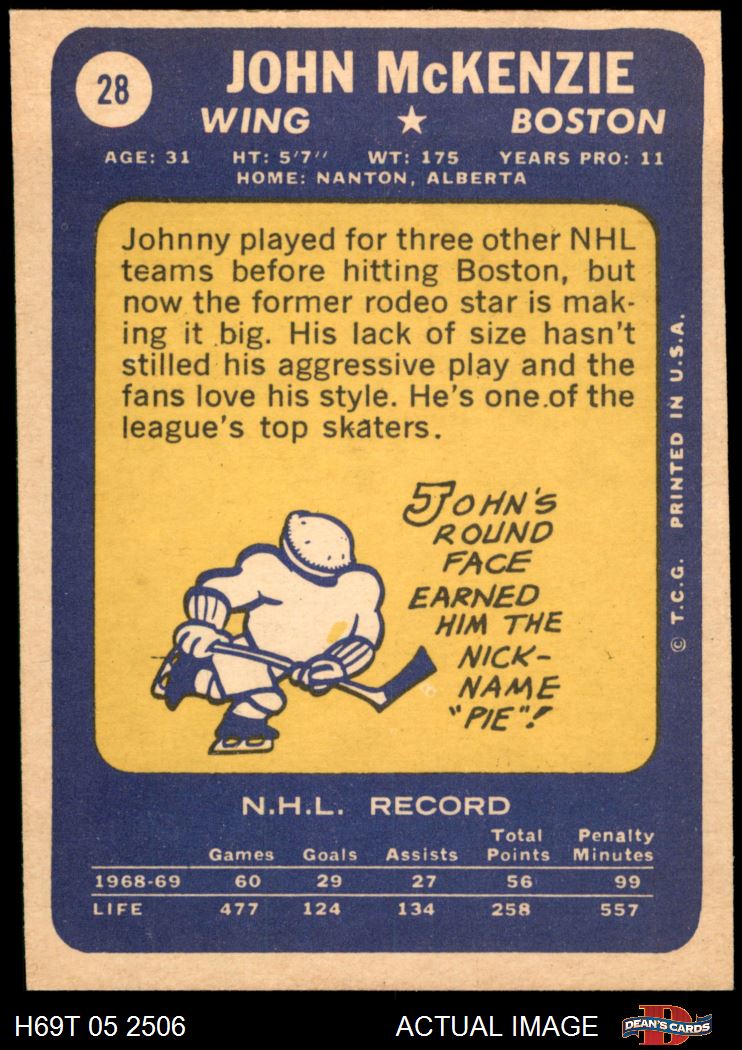 28
JOHN McKENZIE
WING ★ BOSTON
AGE: 31 HT: 5'7'' WT: 175 YEARS PRO: 11
HOME: NANTON, ALBERTA
Johnny played for three other NHL
teams before hitting Boston, but
now the former rodeo star is mak-
ing it big. His lack of size hasn't
stilled his aggressive play and the
fans love his style. He's one of the
league's top skaters.
JOHN'S
ROUND
FACE
EARNED
HIM THE
NICK-
NAME
"PIE"!
© T.C.G. PRINTED IN U.S.A.
N.H.L. RECORD
Games Goals Assists Total Points Penalty Minutes
1968-69 60 29 27 56 99
LIFE 477 124 134 258 557
H69T 05 2506 ACTUAL IMAGE D DEAN'S CARDS